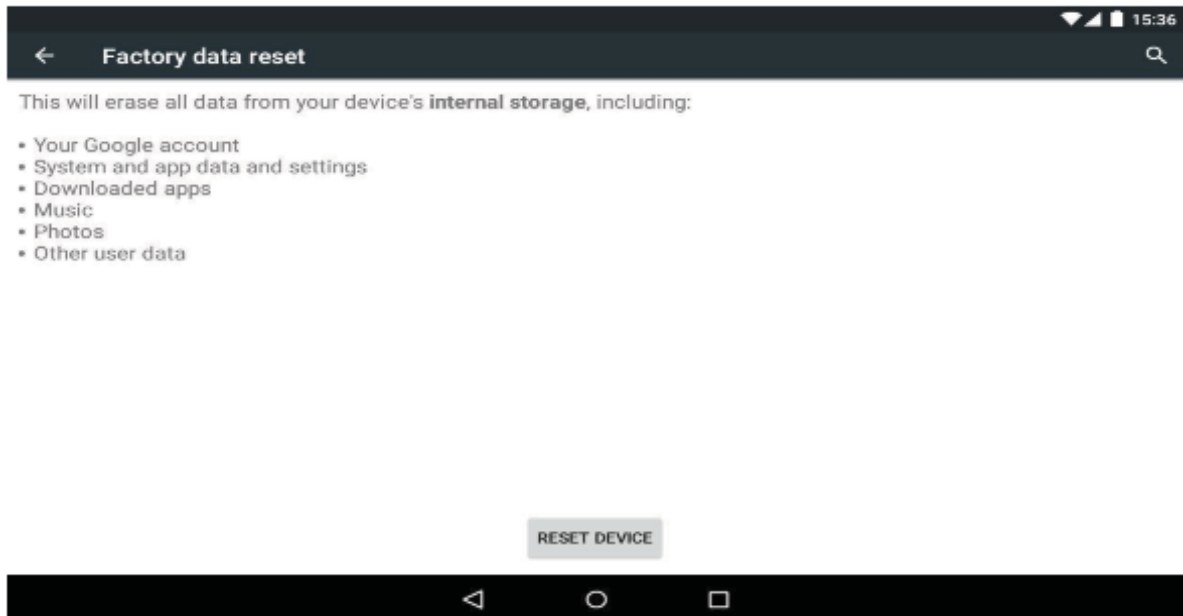 15:36
Factory data reset
This will erase all data from your device's internal storage, including:
• Your Google account
• System and app data and settings
• Downloaded apps
• Music
• Photos
• Other user data
RESET DEVICE